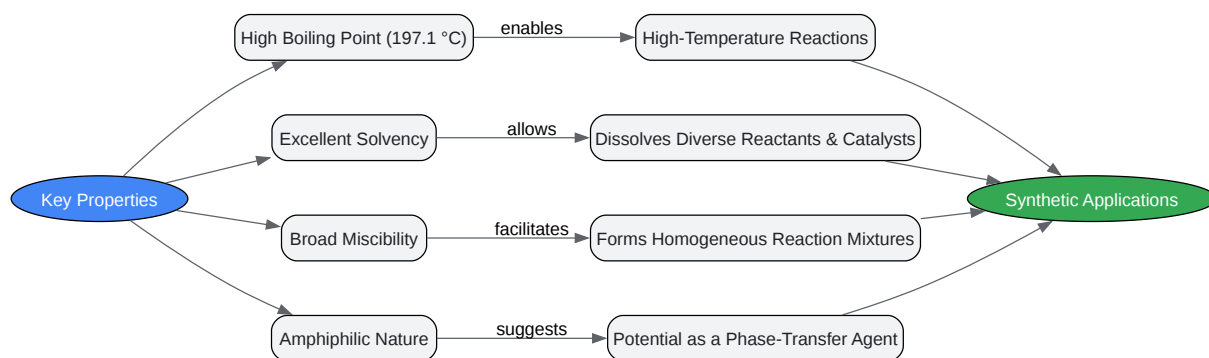 High Boiling Point (197.1 °C)
enables
High-Temperature Reactions
Excellent Solvency
allows
Dissolves Diverse Reactants & Catalysts
Key Properties
Synthetic Applications
Broad Miscibility
facilitates
Forms Homogeneous Reaction Mixtures
Amphiphilic Nature
suggests
Potential as a Phase-Transfer Agent